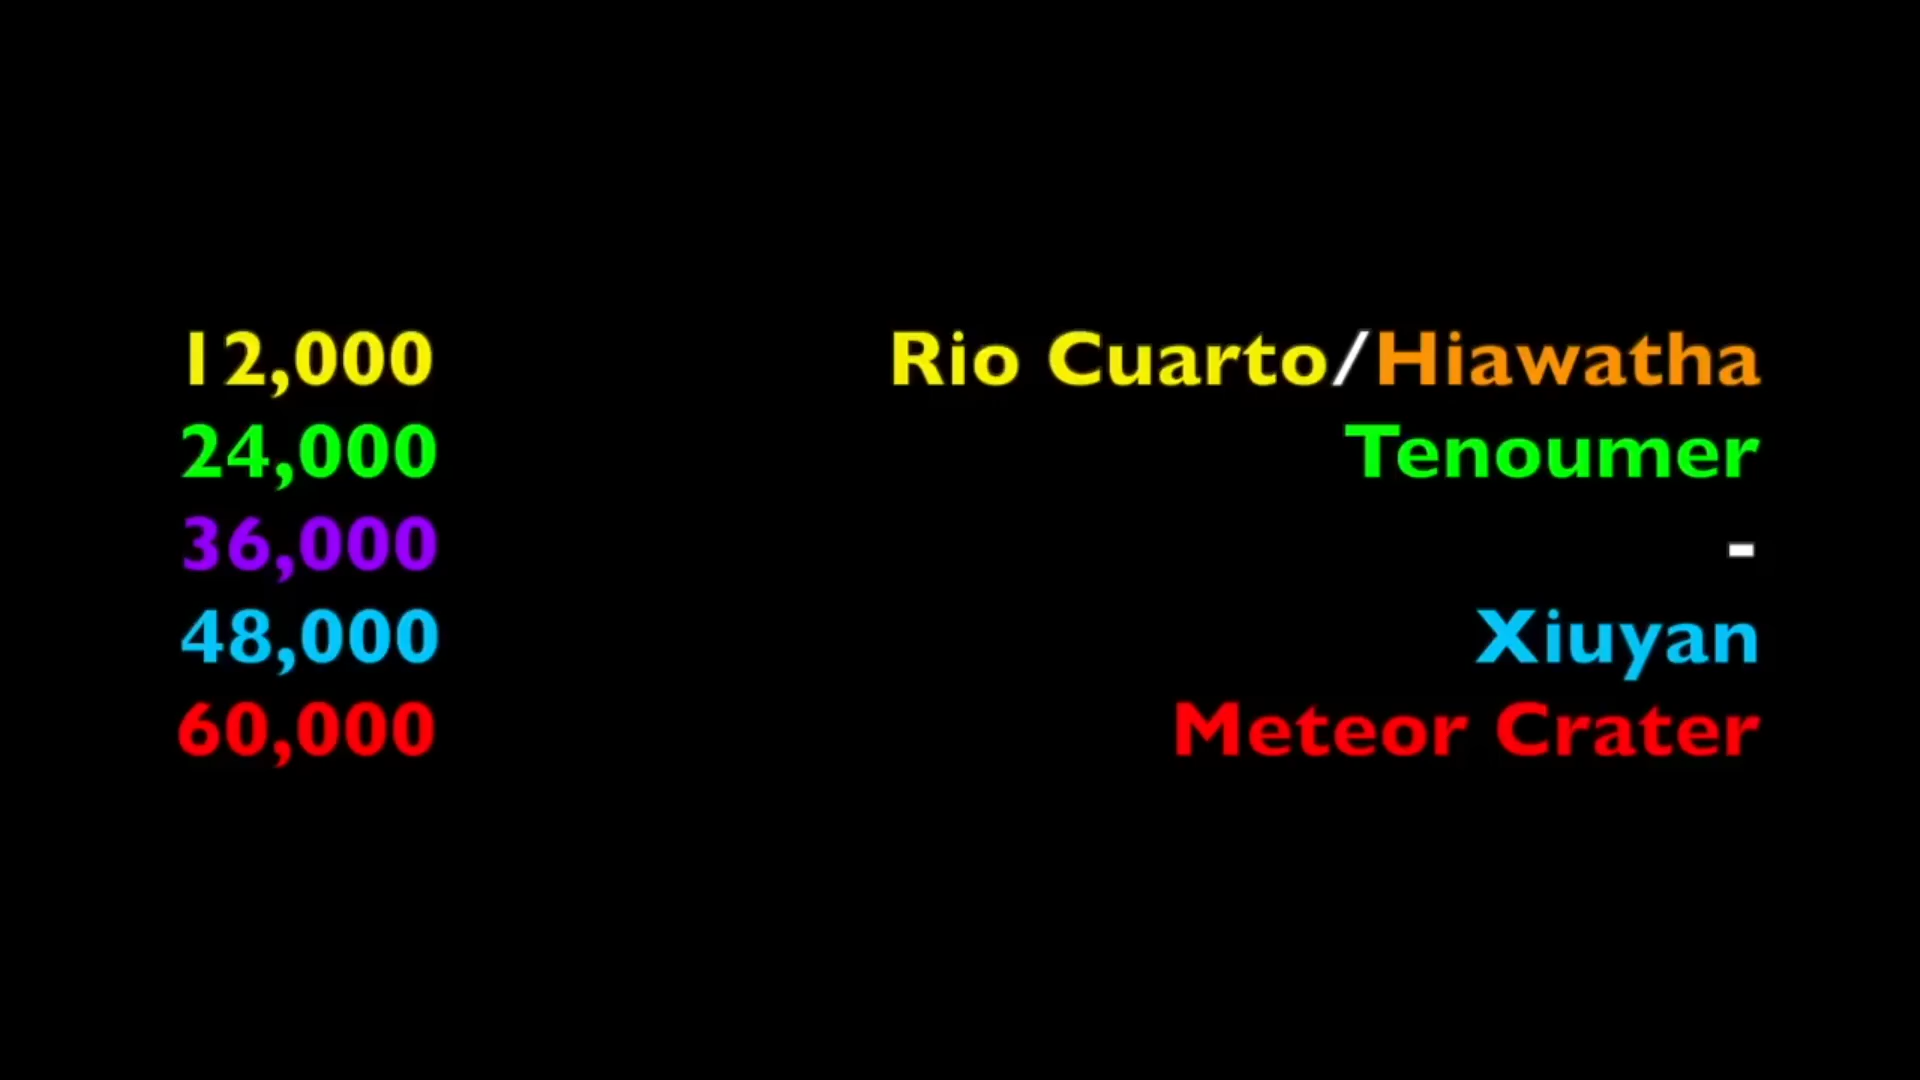 12,000 Rio Cuarto/Hiawatha
24,000 Tenoumer
36,000 -
48,000 Xiuyan
60,000 Meteor Crater